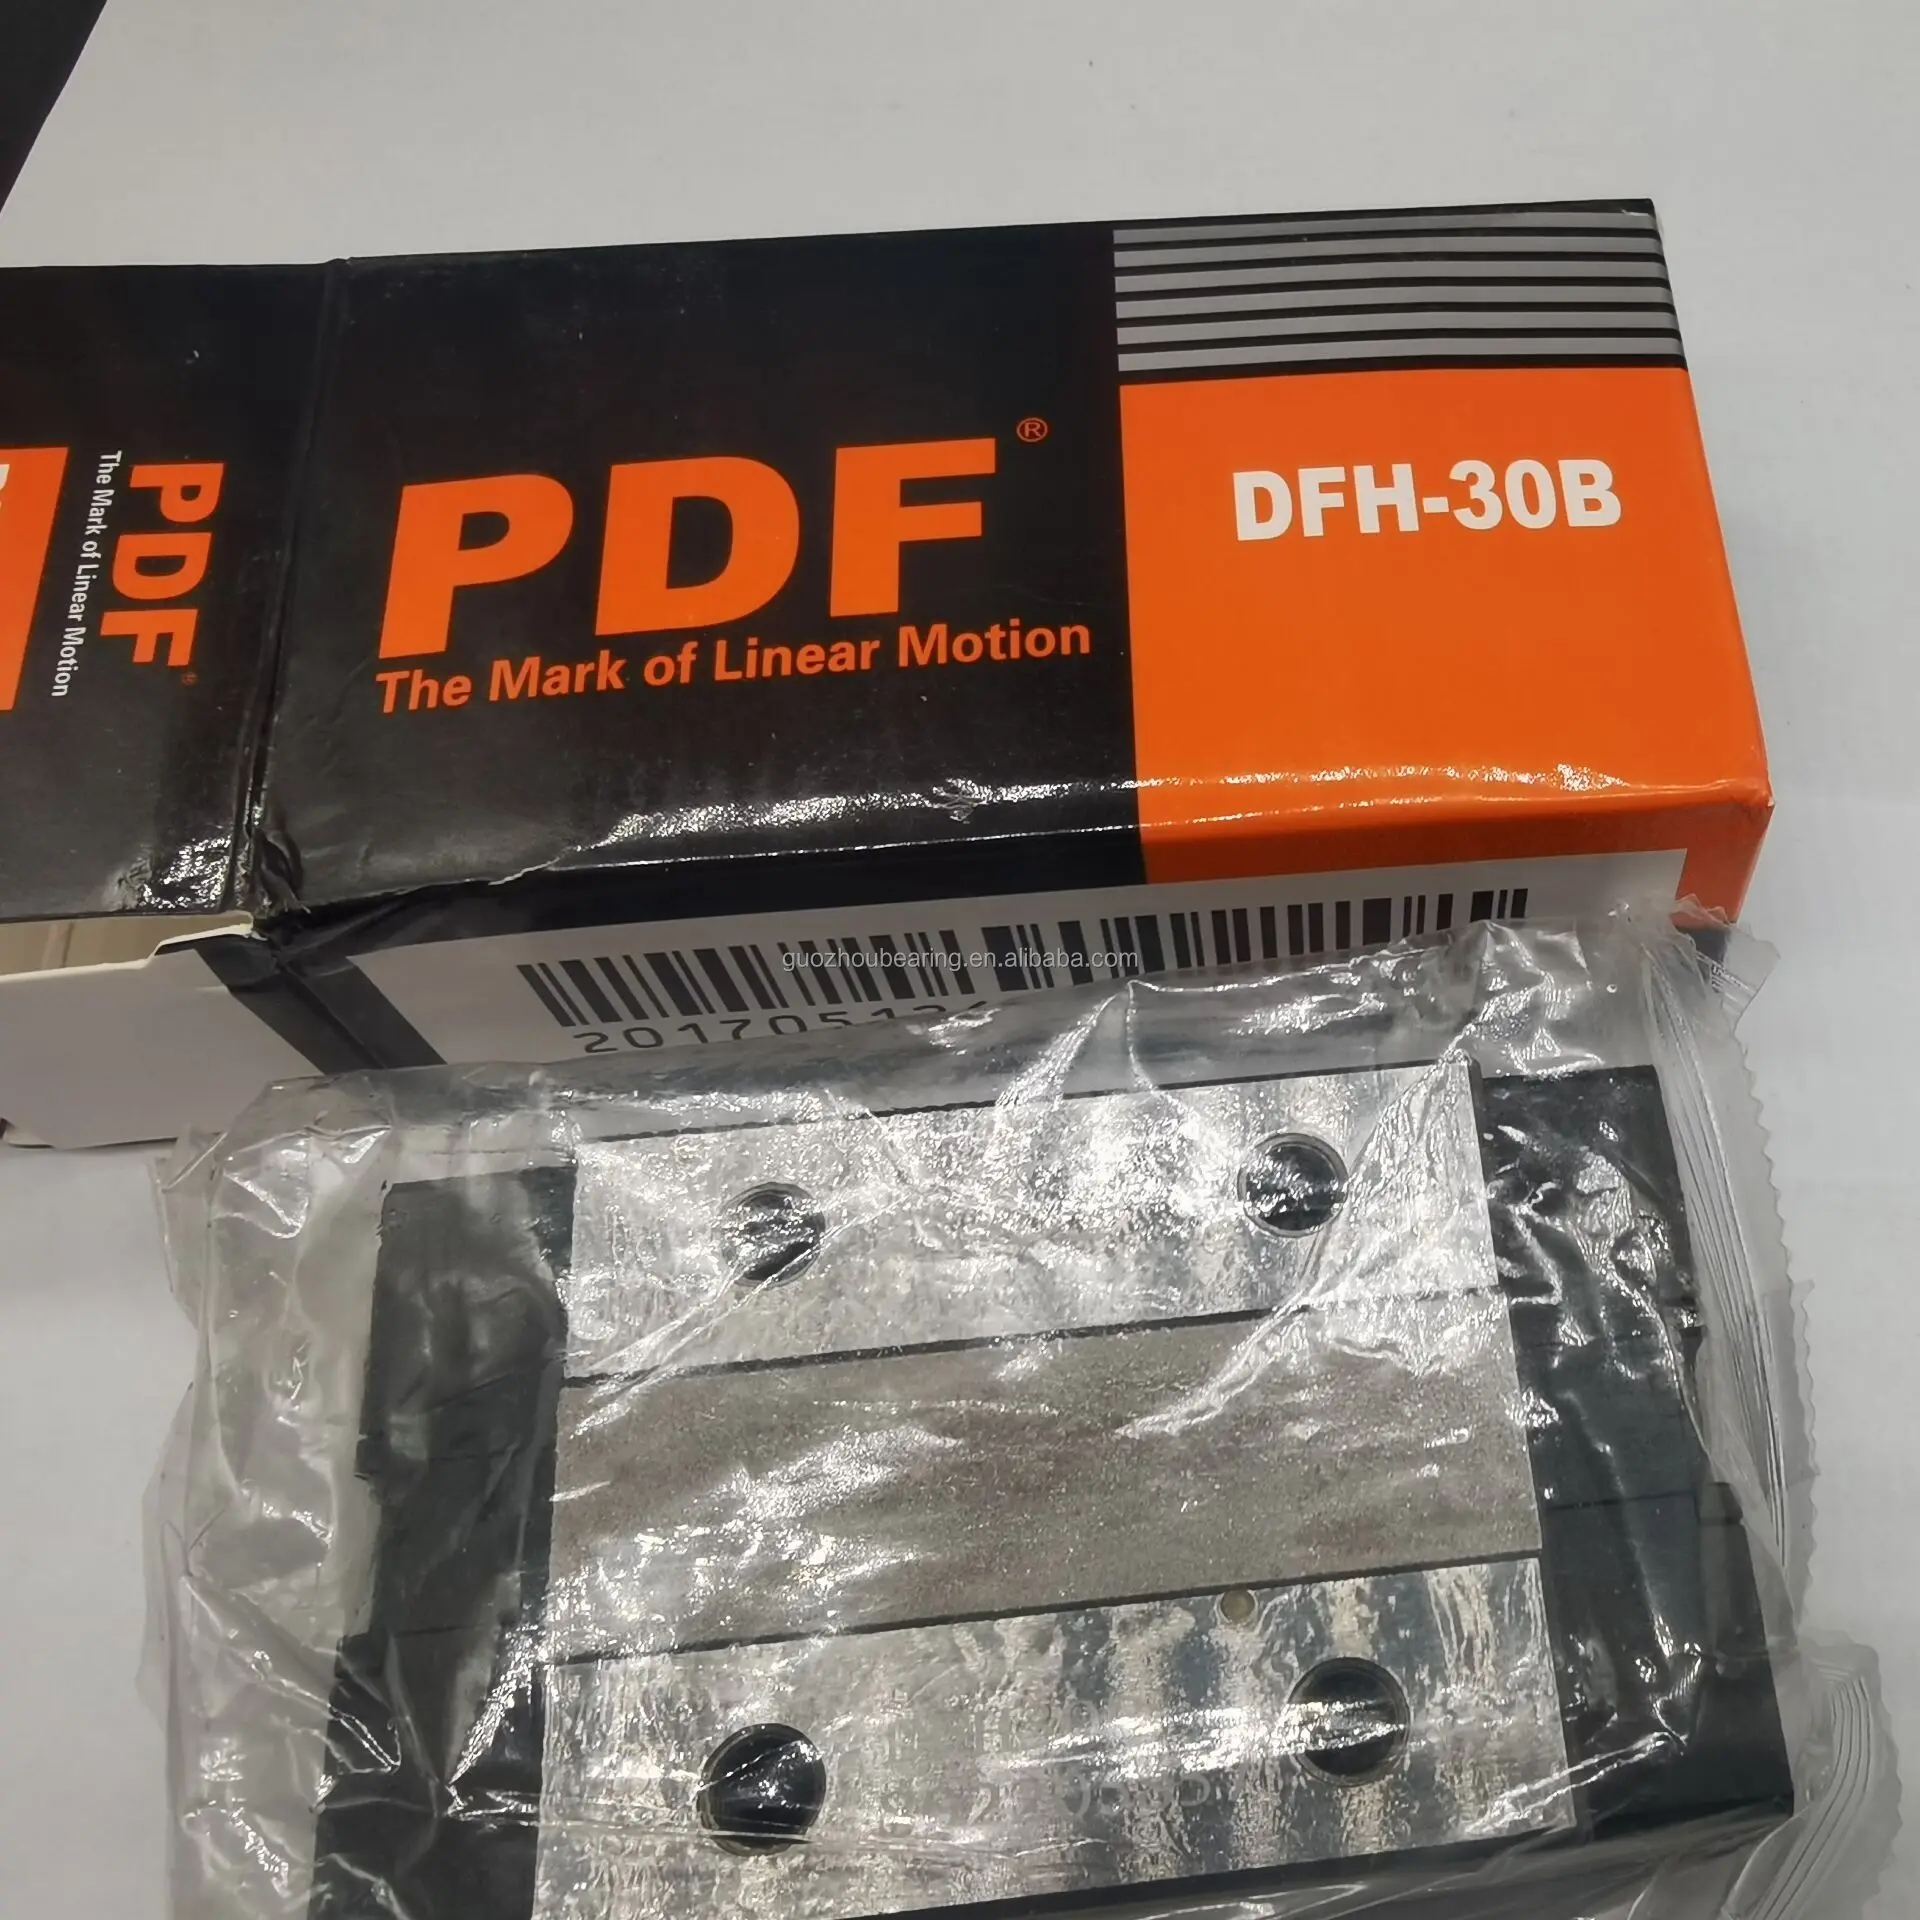 PDF®
The Mark of Linear Motion
PDF®
The Mark of Linear Motion
DFH-30B
guozhoubearing.en.alibaba.com